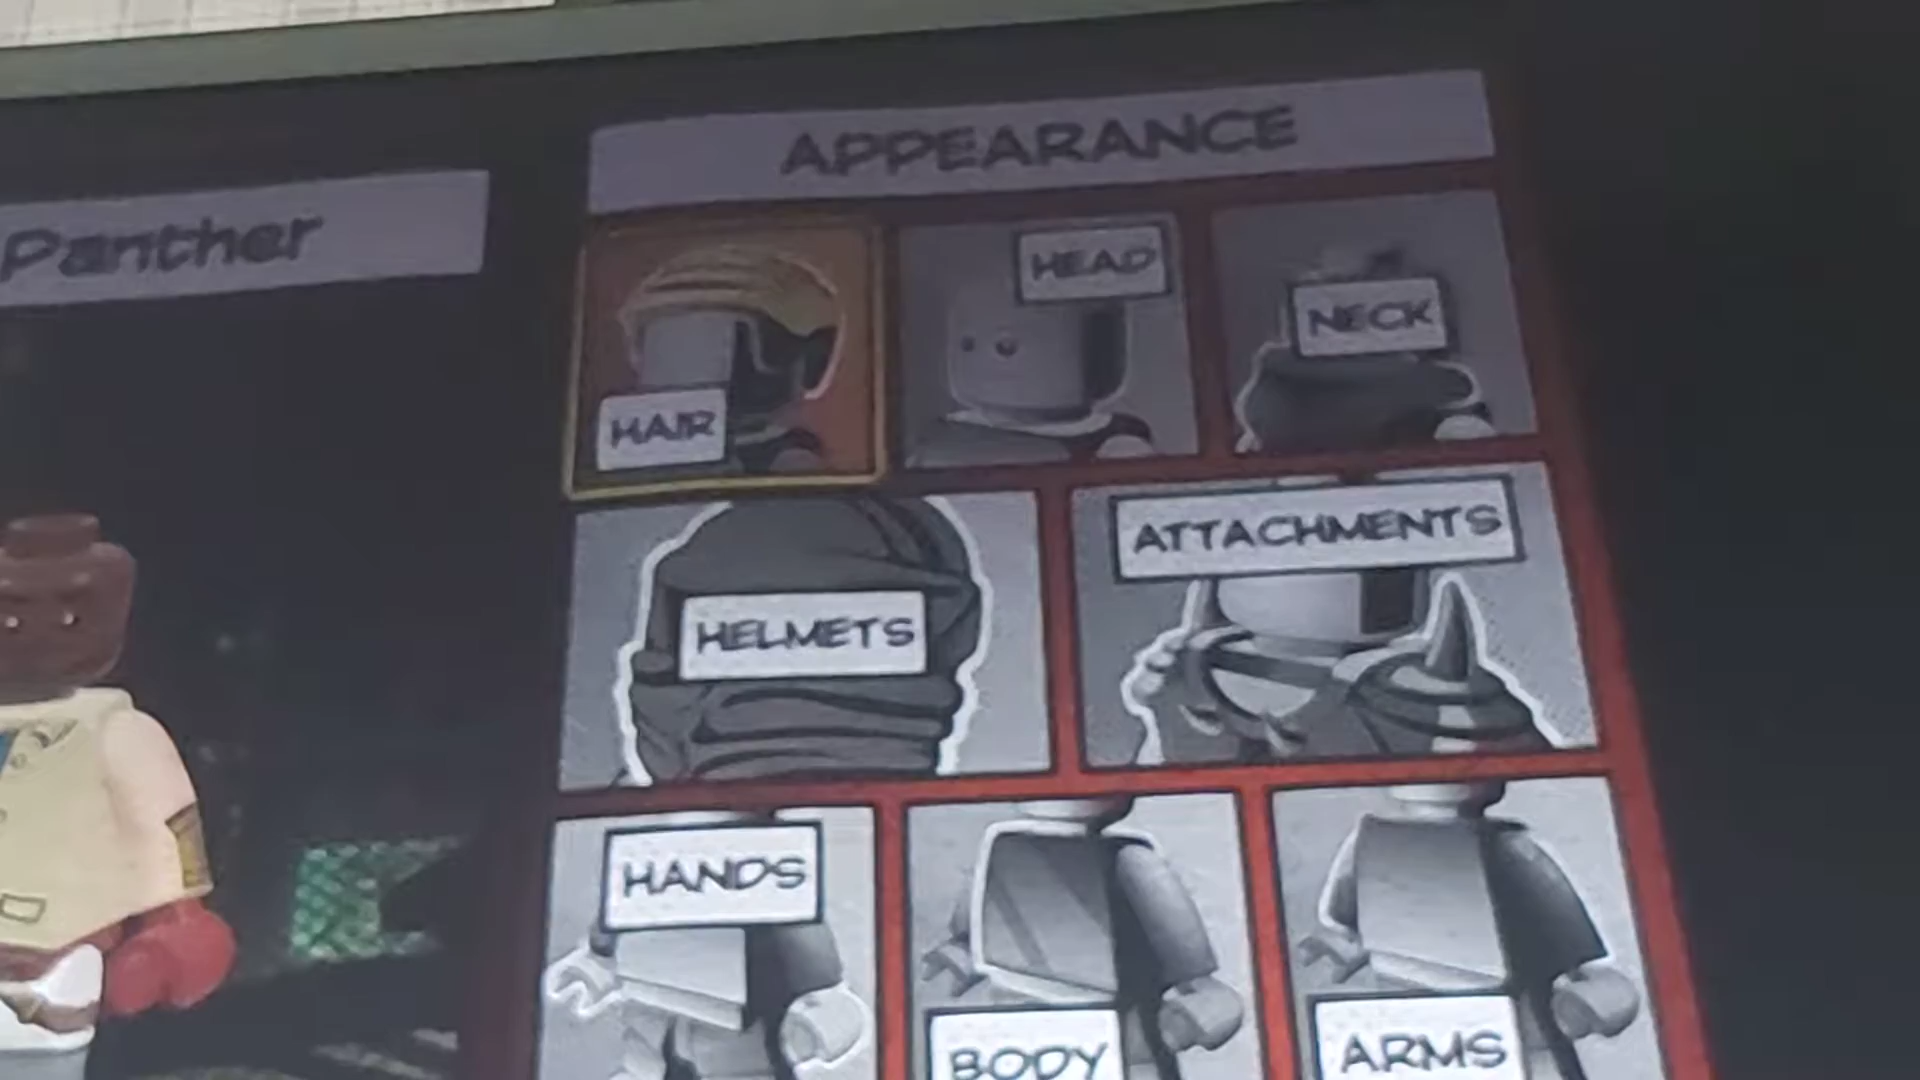 APPEARANCE
Panther
HEAD
NECK
HAIR
ATTACHMENTS
HELMETS
HANDS
BODY
ARMS